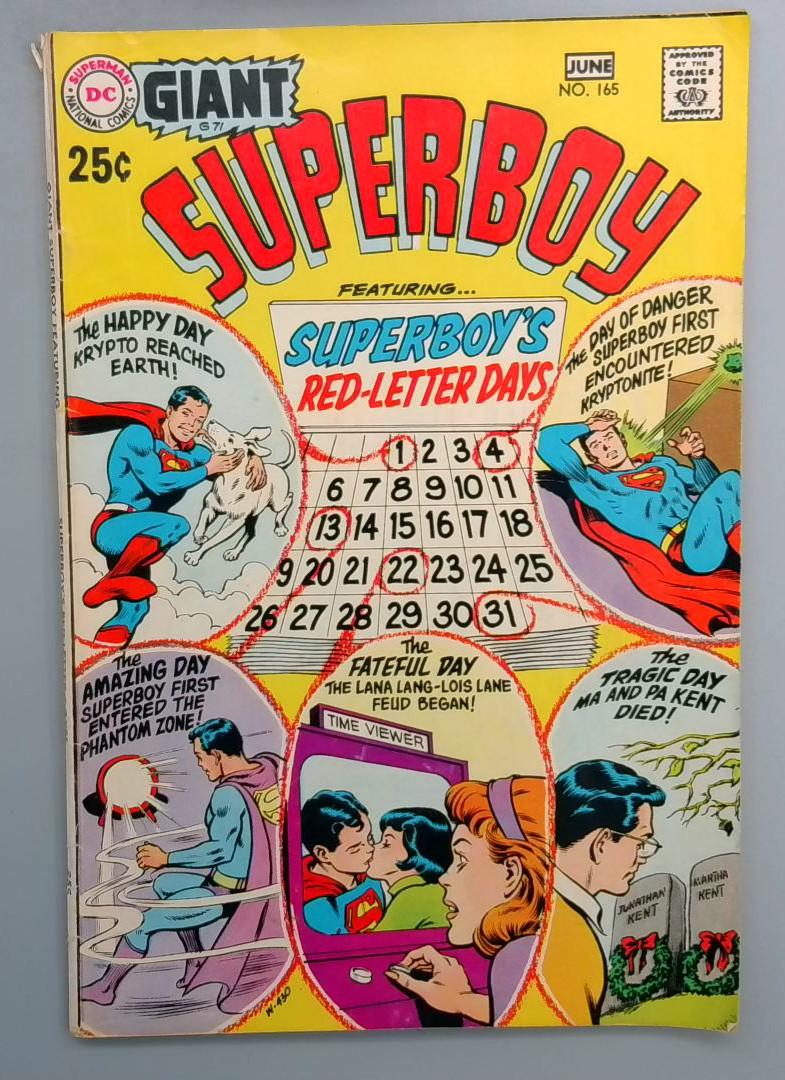 SUPERMAN
DC
NATIONAL COMICS
GIANT
G 71
25¢
JUNE
NO. 165
APPROVED
BY THE
COMICS
CODE
AUTHORITY
SUPERBOY
FEATURING...
SUPERBOY'S
RED-LETTER DAYS
The HAPPY DAY
KRYPTO REACHED
EARTH!
The DAY OF DANGER
SUPERBOY FIRST
ENCOUNTERED
KRYPTONITE!
1 2 3 4
6 7 8 9 10 11
13 14 15 16 17 18
9 20 21 22 23 24 25
26 27 28 29 30 31
The
AMAZING DAY
SUPERBOY FIRST
ENTERED THE
PHANTOM ZONE!
The
FATEFUL DAY
THE LANA LANG-LOIS LANE
FEUD BEGAN!
TIME VIEWER
The
TRAGIC DAY
MA AND PA KENT
DIED!
JONATHAN
KENT
MARTHA
KENT
W-430